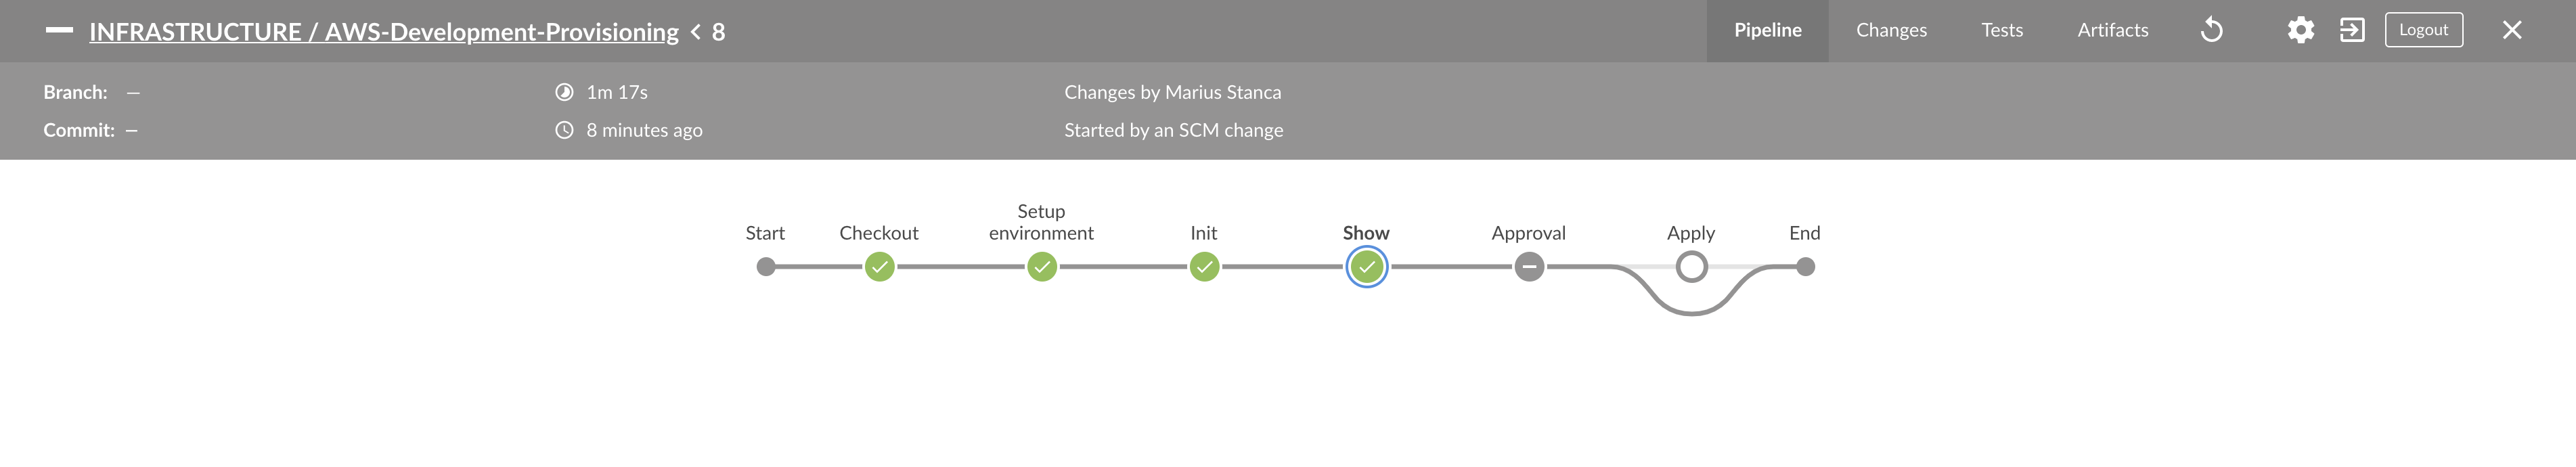 INFRASTRUCTURE / AWS-Development-Provisioning < 8
Pipeline Changes Tests Artifacts Logout
Branch: — 1m 17s Changes by Marius Stanca
Commit: — 8 minutes ago Started by an SCM change
Setup
Start Checkout environment Init Show Approval Apply End